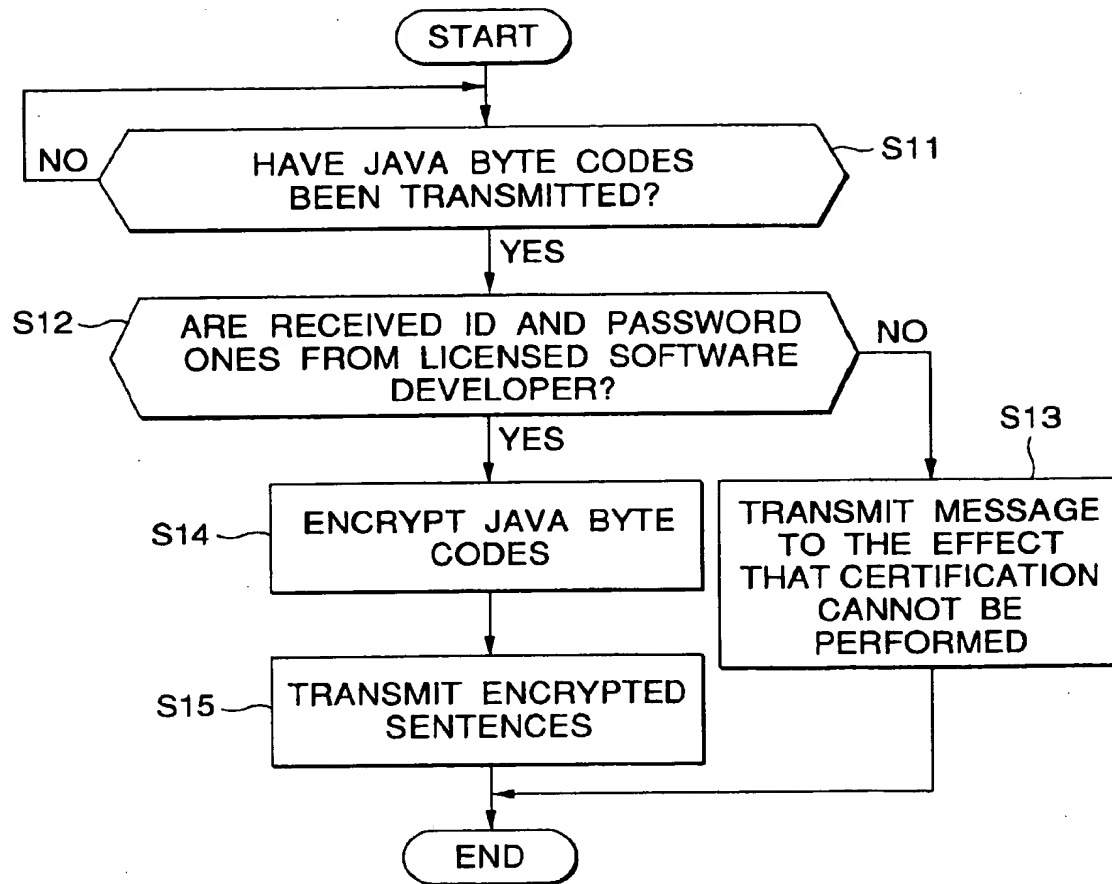 START
NO
HAVE JAVA BYTE CODES
BEEN TRANSMITTED?
S11
YES
S12
ARE RECEIVED ID AND PASSWORD
ONES FROM LICENSED SOFTWARE
DEVELOPER?
NO
YES
S13
S14
ENCRYPT JAVA BYTE
CODES
TRANSMIT MESSAGE
TO THE EFFECT
THAT CERTIFICATION
CANNOT BE
PERFORMED
S15
TRANSMIT ENCRYPTED
SENTENCES
END